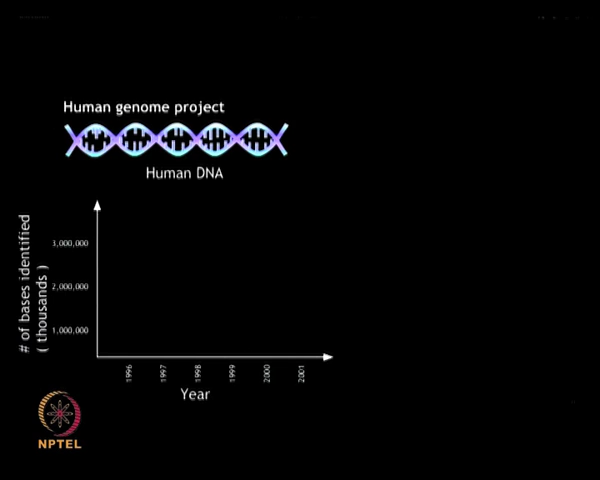 Human genome project
Human DNA
# of bases identified
( thousands )
3,000,000
2,000,000
1,000,000
1996
1997
1998
1999
2000
2001
Year
NPTEL